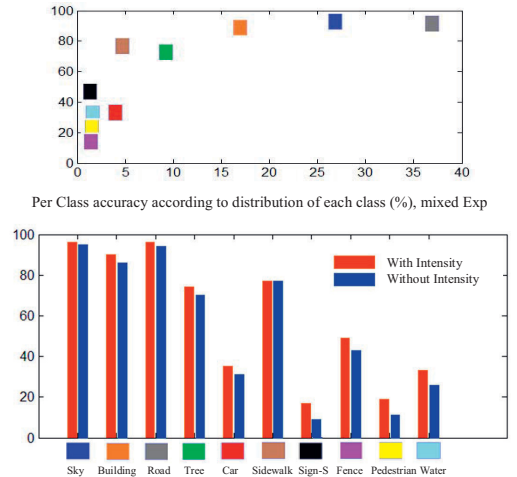 100
80
60
40
20
0
0 5 10 15 20 25 30 35 40
Per Class accuracy according to distribution of each class (%), mixed Exp
100
80
60
40
20
0
With Intensity
Without Intensity
Sky Building Road Tree Car Sidewalk Sign-S Fence Pedestrian Water